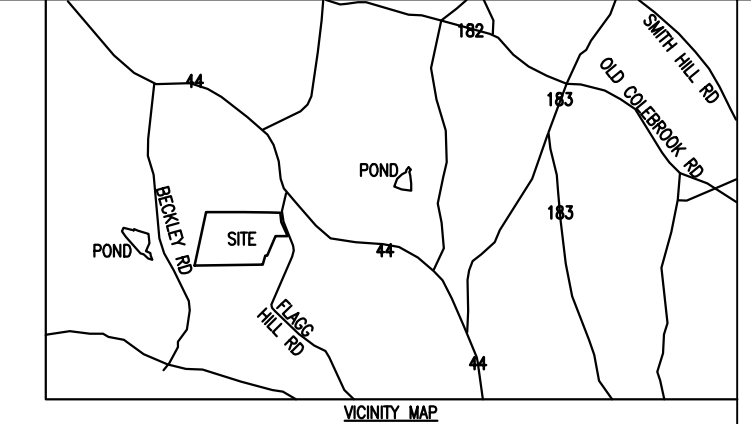 182
SMITH HILL RD
44
OLD COLEBROOK RD
183
POND
BECKLEY RD
183
SITE
POND
44
FLAGG
HILL RD
44
VICINITY MAP